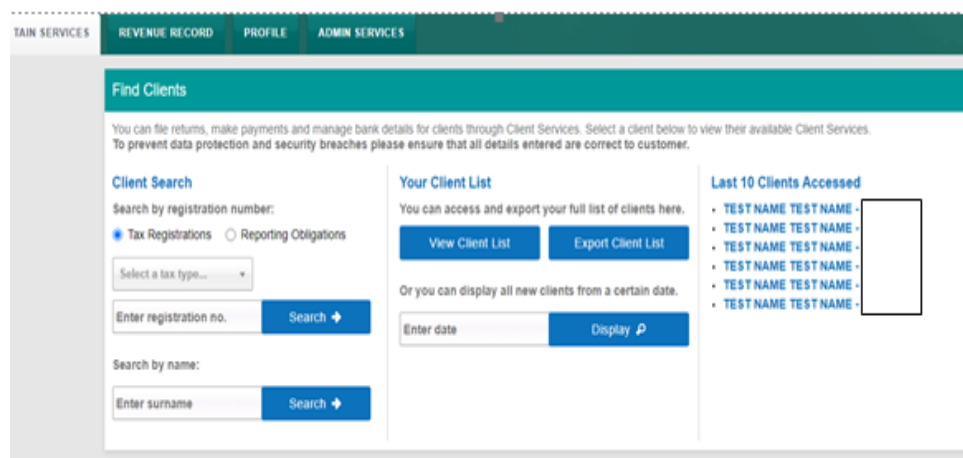 TAIN SERVICES REVENUE RECORD PROFILE ADMIN SERVICES
Find Clients
You can file returns, make payments and manage bank details for clients through Client Services. Select a client below to view their available Client Services.
To prevent data protection and security breaches please ensure that all details entered are correct to customer.
Client Search
Search by registration number:
Tax Registrations Reporting Obligations
Select a tax type...
Enter registration no. Search
Search by name:
Enter surname Search
Your Client List
You can access and export your full list of clients here.
View Client List Export Client List
Or you can display all new clients from a certain date.
Enter date Display
Last 10 Clients Accessed
TEST NAME TEST NAME -
TEST NAME TEST NAME -
TEST NAME TEST NAME -
TEST NAME TEST NAME -
TEST NAME TEST NAME -
TEST NAME TEST NAME -